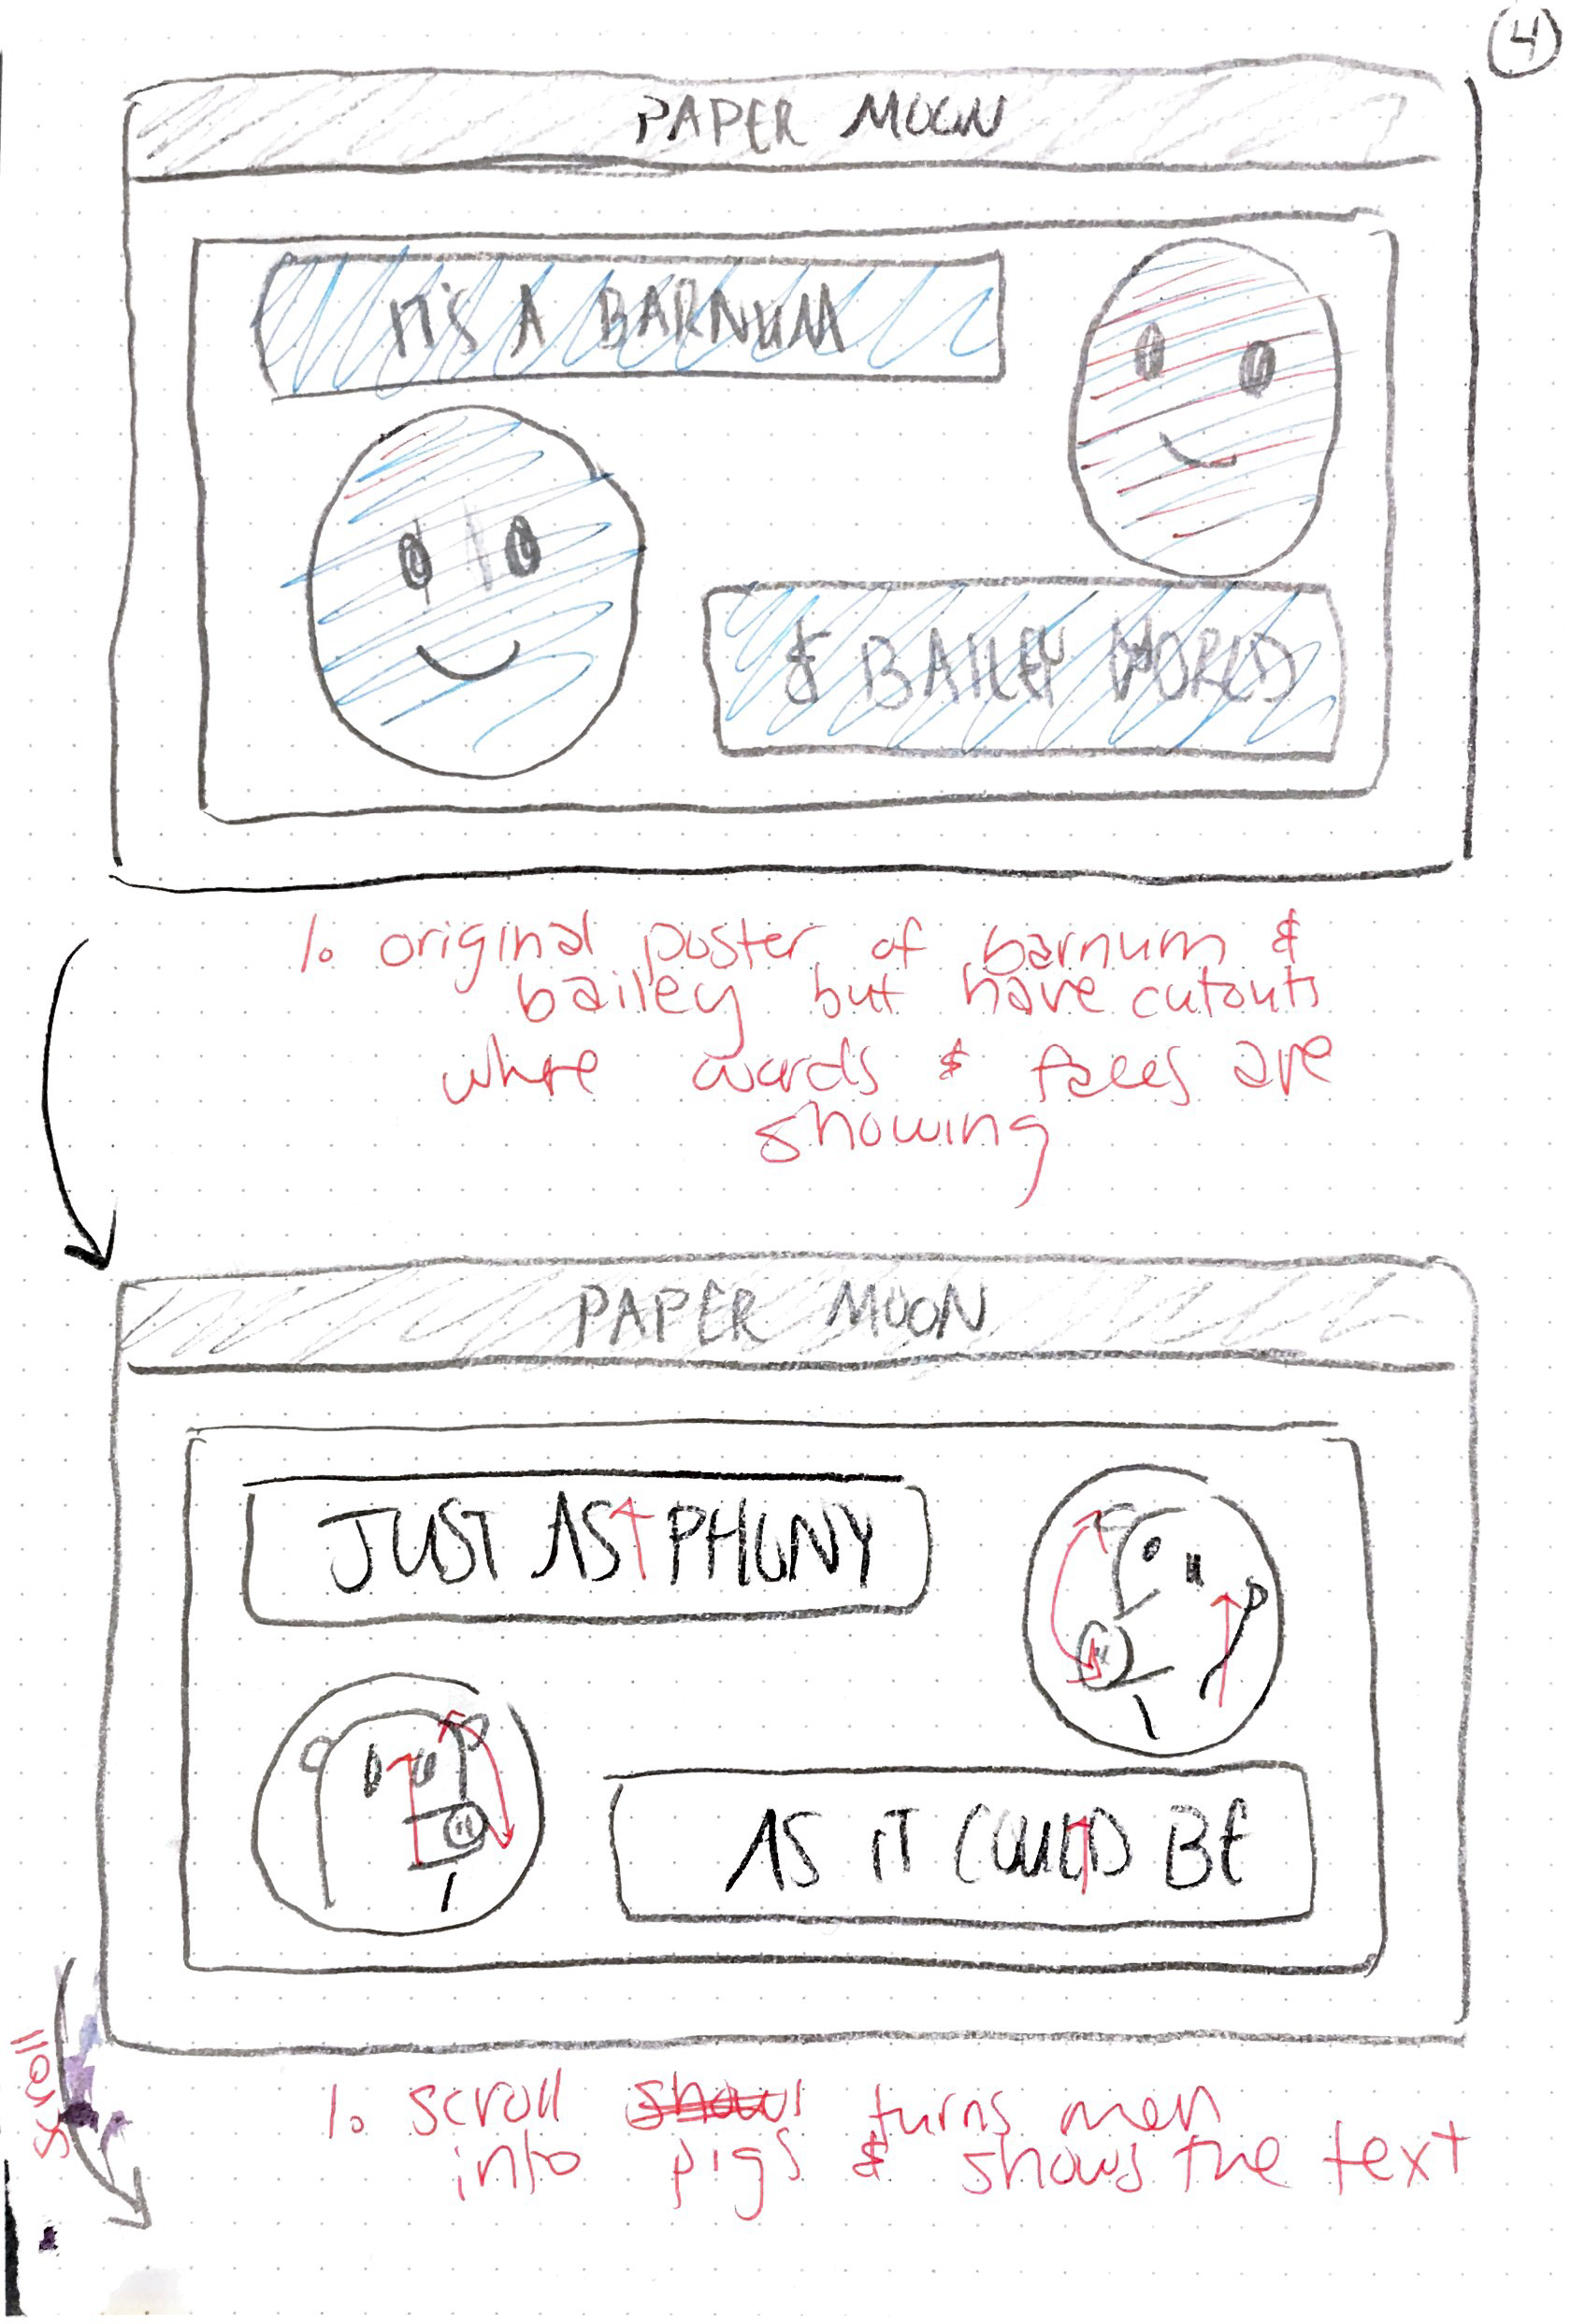 4
PAPER MOON
IT'S A BARNUM
& BAILEY WORLD
1. original poster of barnum &
bailey but have cutouts
where words & faces are
showing
PAPER MOON
JUST AS PHONY
AS IT COULD BE
scroll
1. scroll shows turns men
into pigs & shows the text